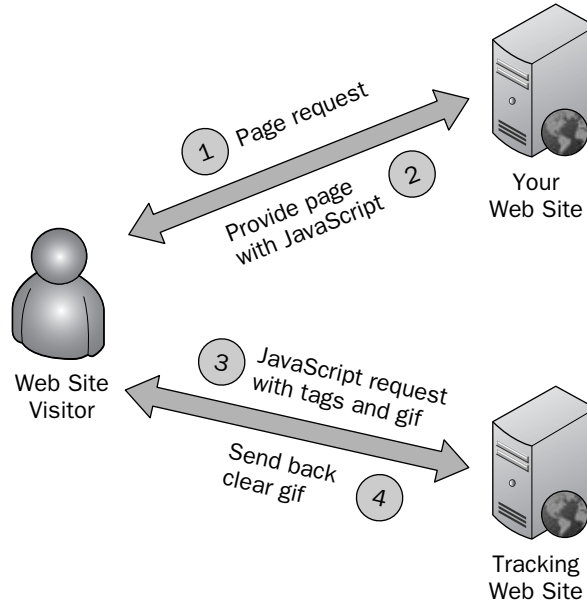 1
Page request
Provide page
with JavaScript
2
Your
Web Site
Web Site
Visitor
3
JavaScript request
with tags and gif
Send back
clear gif
4
Tracking
Web Site